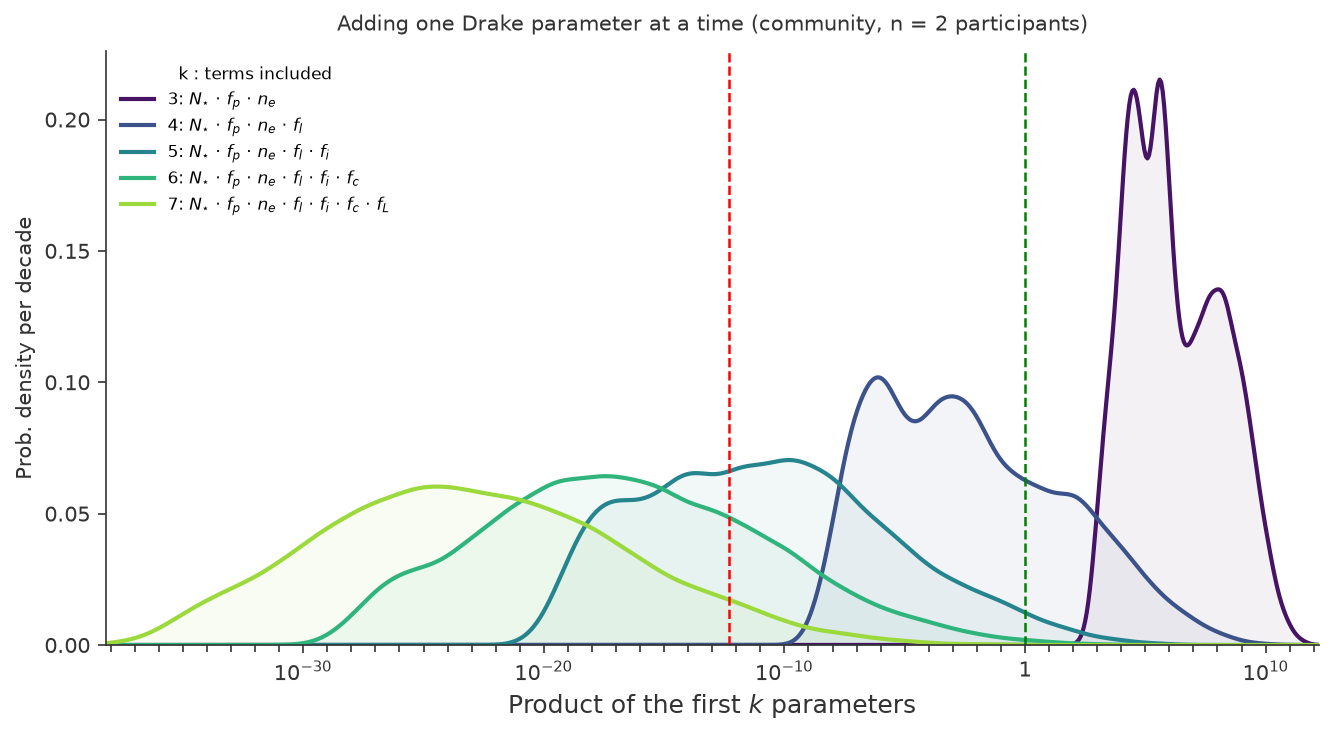 Adding one Drake parameter at a time (community, n = 2 participants)
k : terms included
3: N⋆ · fₚ · nₑ
4: N⋆ · fₚ · nₑ · fₗ
5: N⋆ · fₚ · nₑ · fₗ · fᵢ
6: N⋆ · fₚ · nₑ · fₗ · fᵢ · f_c
7: N⋆ · fₚ · nₑ · fₗ · fᵢ · f_c · f_L
Prob. density per decade
0.20
0.15
0.10
0.05
0.00
10⁻³⁰ 10⁻²⁰ 10⁻¹⁰ 1 10¹⁰
Product of the first k parameters